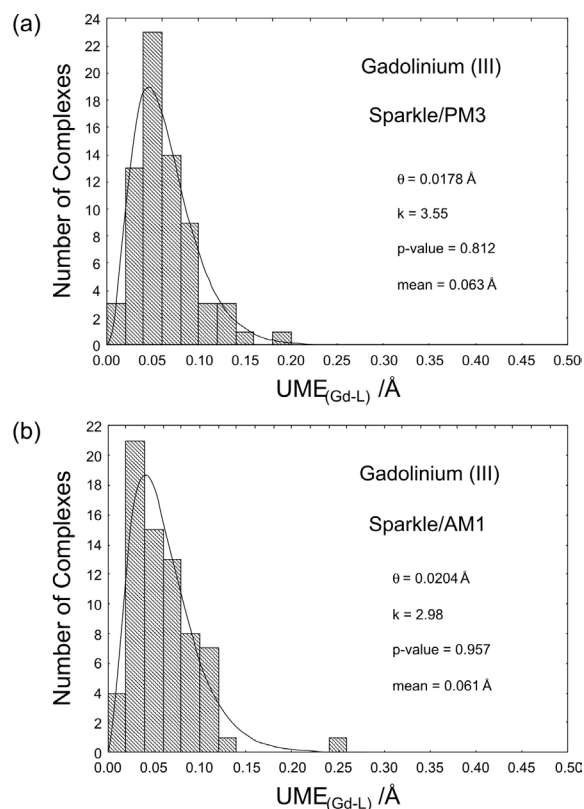 (a)
Number of Complexes
24
22
20
18
16
14
12
10
8
6
4
2
0
Gadolinium (III)
Sparkle/PM3
θ = 0.0178 Å
k = 3.55
p-value = 0.812
mean = 0.063 Å
0.00 0.05 0.10 0.15 0.20 0.25 0.30 0.35 0.40 0.45 0.50
UME(Gd-L) /Å
(b)
Number of Complexes
22
20
18
16
14
12
10
8
6
4
2
0
Gadolinium (III)
Sparkle/AM1
θ = 0.0204 Å
k = 2.98
p-value = 0.957
mean = 0.061 Å
0.00 0.05 0.10 0.15 0.20 0.25 0.30 0.35 0.40 0.45 0.50
UME(Gd-L) /Å